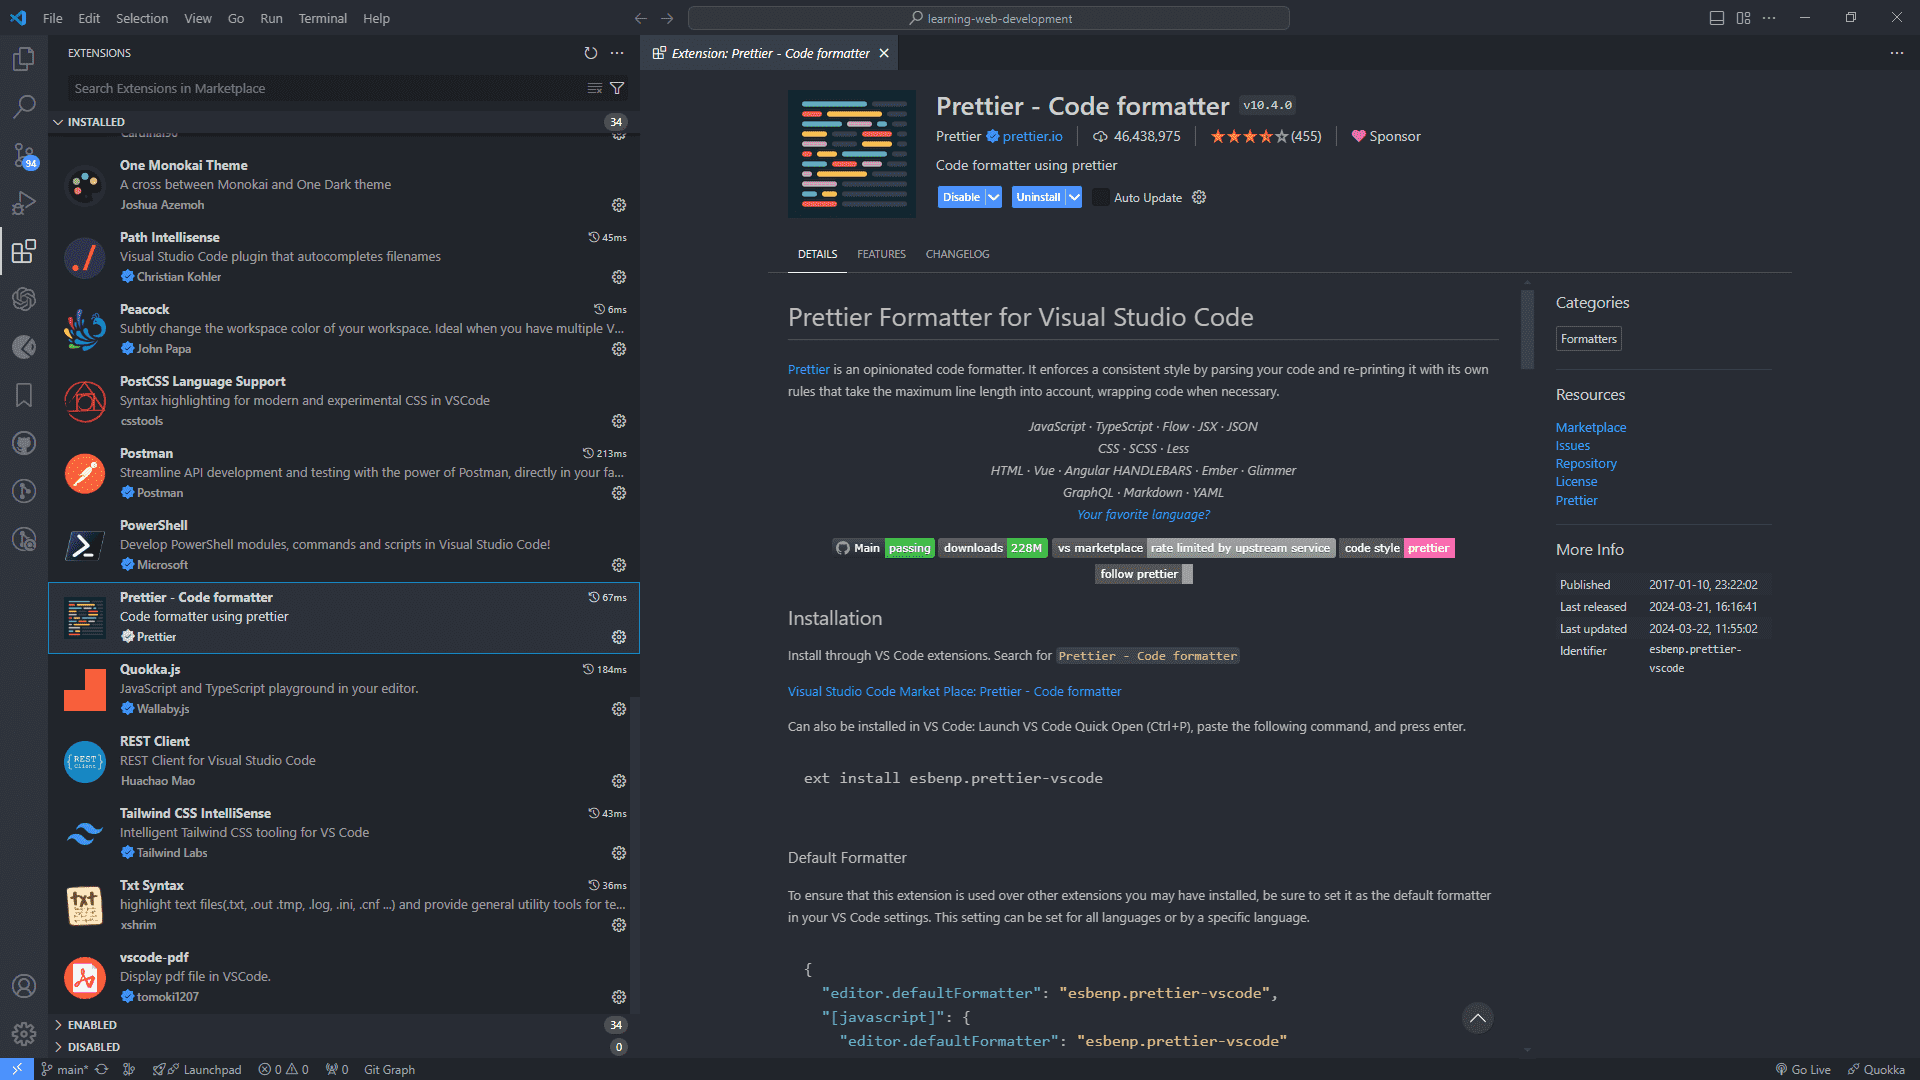 File Edit Selection View Go Run Terminal Help
learning-web-development
EXTENSIONS
Search Extensions in Marketplace
INSTALLED 34
One Monokai Theme
A cross between Monokai and One Dark theme
Joshua Azemoh
Path Intellisense 45ms
Visual Studio Code plugin that autocompletes filenames
Christian Kohler
Peacock 6ms
Subtly change the workspace color of your workspace. Ideal when you have multiple V...
John Papa
PostCSS Language Support
Syntax highlighting for modern and experimental CSS in VSCode
csstools
Postman 213ms
Streamline API development and testing with the power of Postman, directly in your fa...
Postman
PowerShell
Develop PowerShell modules, commands and scripts in Visual Studio Code!
Microsoft
Prettier - Code formatter 67ms
Code formatter using prettier
Prettier
Quokka.js 184ms
JavaScript and TypeScript playground in your editor.
Wallaby.js
{REST}
Client
REST Client
REST Client for Visual Studio Code
Huachao Mao
Tailwind CSS IntelliSense 43ms
Intelligent Tailwind CSS tooling for VS Code
Tailwind Labs
txt
Txt Syntax 36ms
highlight text files(.txt, .out .tmp, .log, .ini, .cnf ...) and provide general utility tools for te...
xshrim
vscode-pdf
Display pdf file in VSCode.
tomoki1207
ENABLED 34
DISABLED 0
94
Extension: Prettier - Code formatter
Prettier - Code formatter v10.4.0
Prettier prettier.io 46,438,975 (455) Sponsor
Code formatter using prettier
Disable Uninstall Auto Update
DETAILS FEATURES CHANGELOG
Prettier Formatter for Visual Studio Code
Prettier is an opinionated code formatter. It enforces a consistent style by parsing your code and re-printing it with its own
rules that take the maximum line length into account, wrapping code when necessary.
JavaScript · TypeScript · Flow · JSX · JSON
CSS · SCSS · Less
HTML · Vue · Angular HANDLEBARS · Ember · Glimmer
GraphQL · Markdown · YAML
Your favorite language?
Main passing downloads 228M vs marketplace rate limited by upstream service code style prettier
follow prettier
Installation
Install through VS Code extensions. Search for Prettier - Code formatter
Visual Studio Code Market Place: Prettier - Code formatter
Can also be installed in VS Code: Launch VS Code Quick Open (Ctrl+P), paste the following command, and press enter.
ext install esbenp.prettier-vscode
Default Formatter
To ensure that this extension is used over other extensions you may have installed, be sure to set it as the default formatter
in your VS Code settings. This setting can be set for all languages or by a specific language.
{
"editor.defaultFormatter": "esbenp.prettier-vscode",
"[javascript]": {
"editor.defaultFormatter": "esbenp.prettier-vscode"
Categories
Formatters
Resources
Marketplace
Issues
Repository
License
Prettier
More Info
Published 2017-01-10, 23:22:02
Last released 2024-03-21, 16:16:41
Last updated 2024-03-22, 11:55:02
Identifier esbenp.prettier-
vscode
main* Launchpad 0 0 0 Git Graph Go Live Quokka